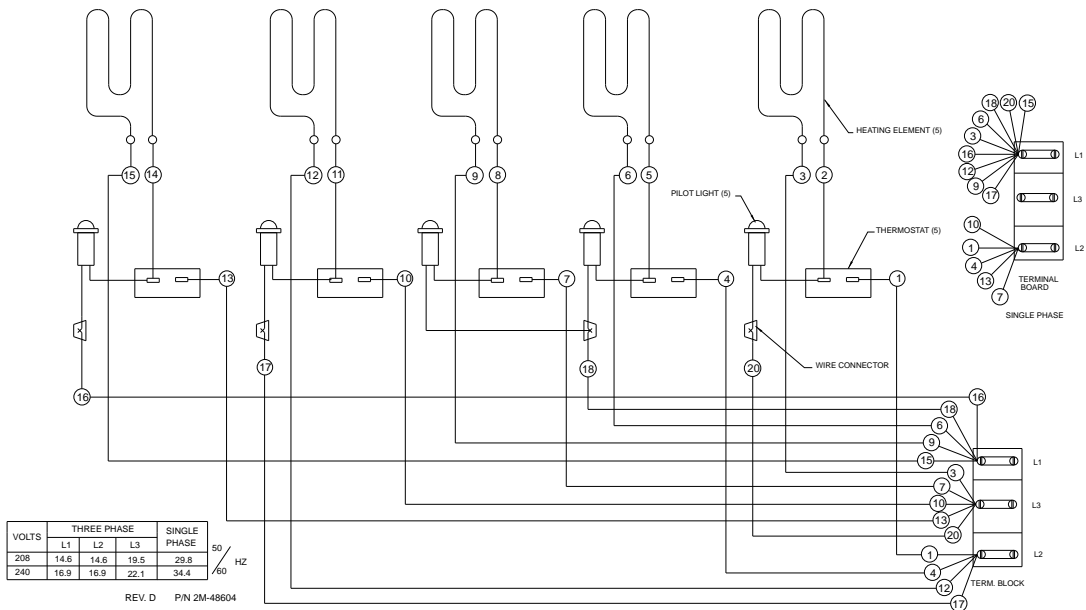 18 20 15
6
3
HEATING ELEMENT (5)
16
L1
12
9
17
15 14 12 11 9 8 6 5 3 2
PILOT LIGHT (5)
L3
10
THERMOSTAT (5)
1
L2
4
13
7
13 10 7 4 1
TERMINAL
BOARD
SINGLE PHASE
WIRE CONNECTOR
17 18 20
16 16
18
6
9
15 L1
3
7
10 L3
13
20
1 L2
4
12
TERM. BLOCK
17
VOLTS THREE PHASE SINGLE PHASE
L1 L2 L3
208 14.6 14.6 19.5 29.8
240 16.9 16.9 22.1 34.4
50/60 HZ
REV. D P/N 2M-48604